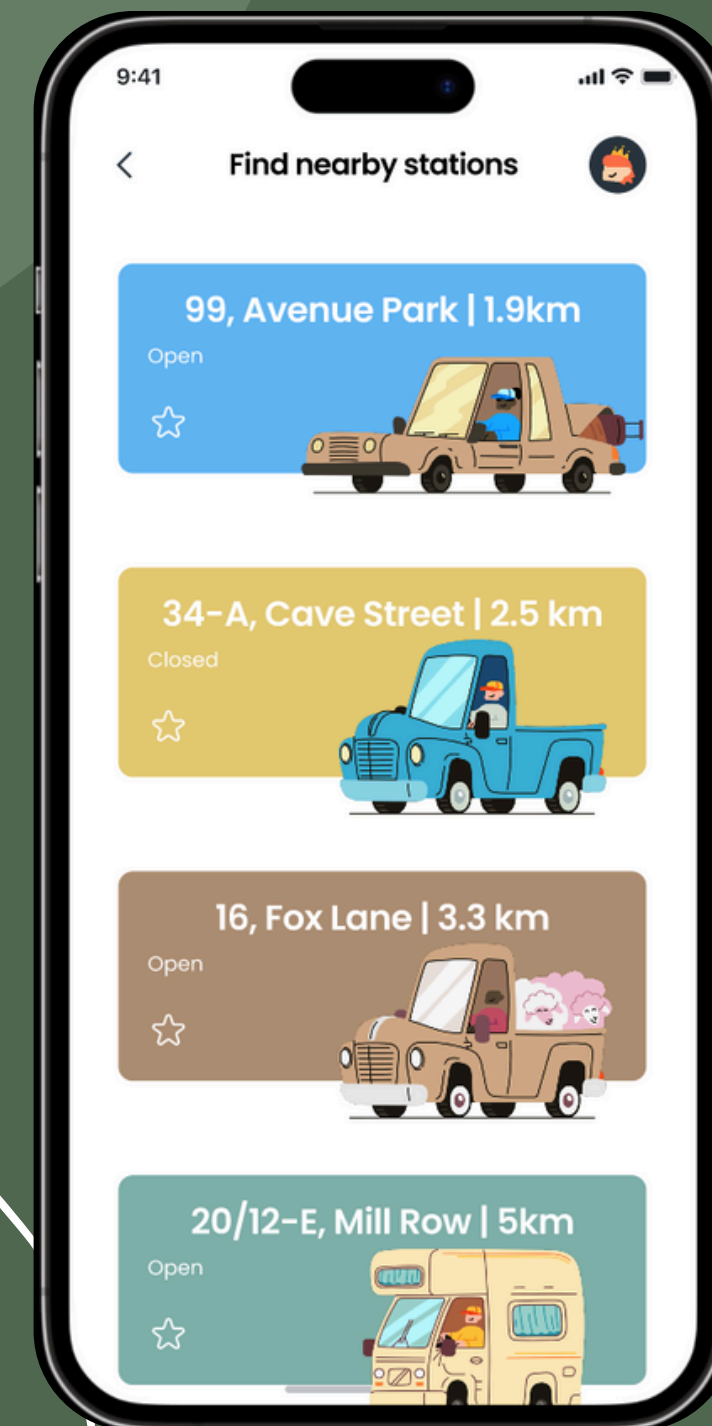 9:41
Find nearby stations
99, Avenue Park | 1.9km
Open
34-A, Cave Street | 2.5 km
Closed
16, Fox Lane | 3.3 km
Open
20/12-E, Mill Row | 5km
Open